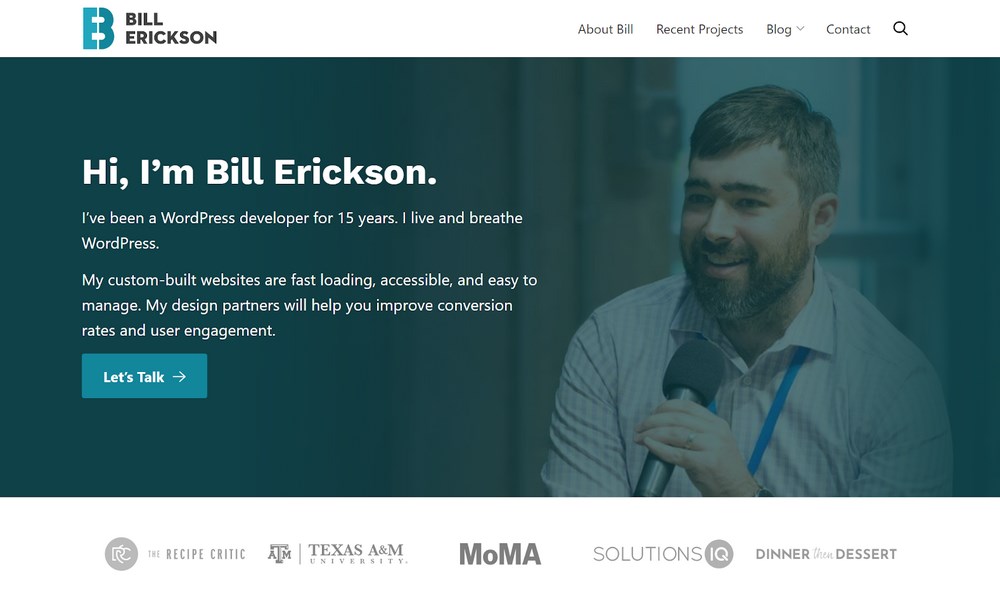 BILL
ERICKSON
About Bill
Recent Projects
Blog
Contact
Hi, I’m Bill Erickson.
I’ve been a WordPress developer for 15 years. I live and breathe
WordPress.
My custom-built websites are fast loading, accessible, and easy to
manage. My design partners will help you improve conversion
rates and user engagement.
Let’s Talk →
RC THE RECIPE CRITIC
ATM TEXAS A&M
UNIVERSITY.
MoMA
SOLUTIONS IQ
DINNER then DESSERT